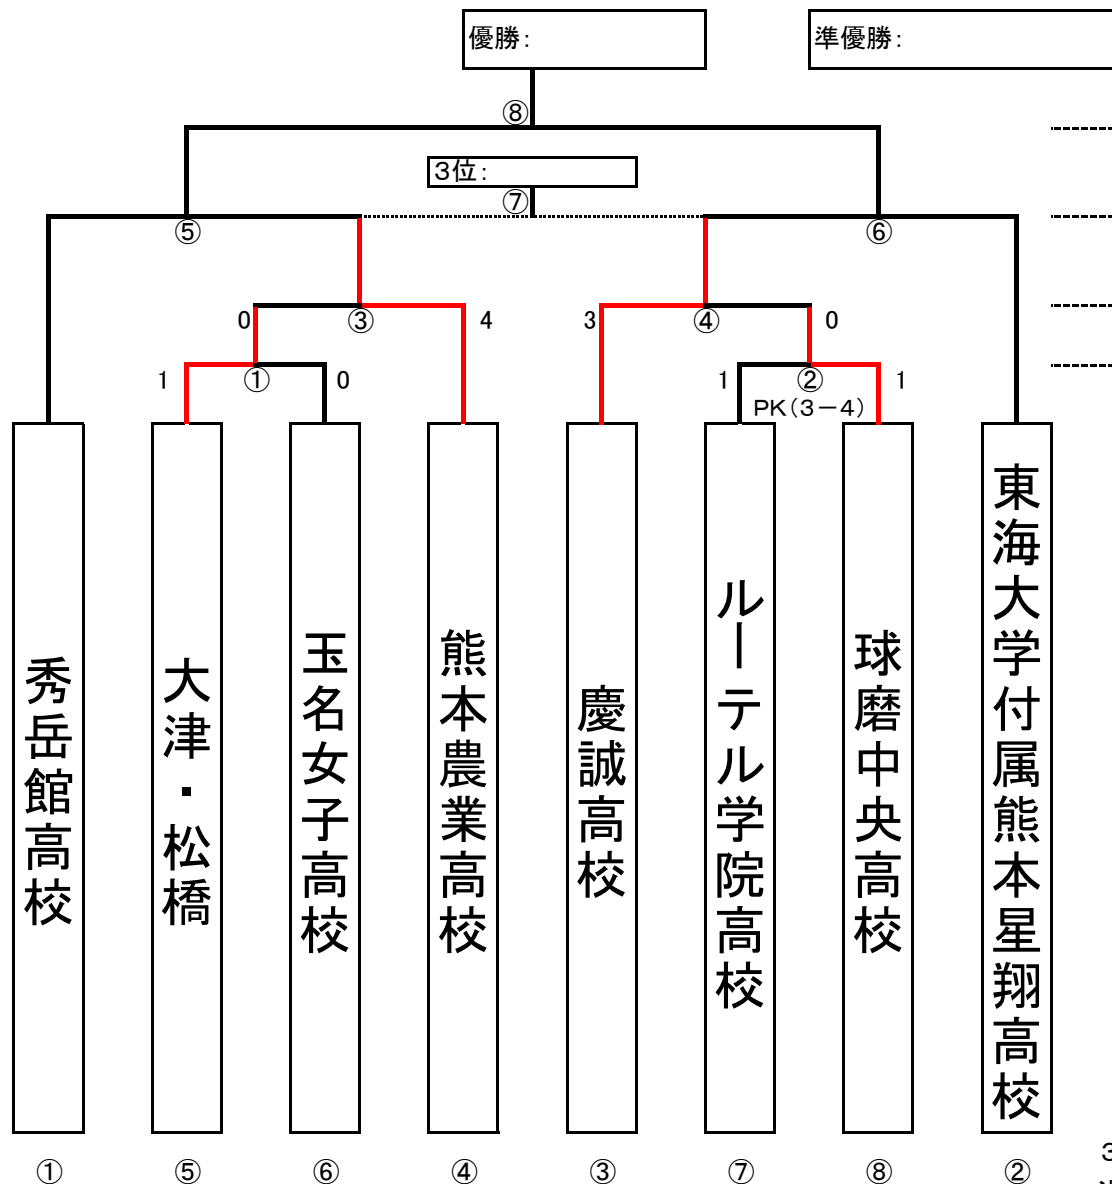 優勝：
準優勝：
⑧
3位：
⑦
⑤
⑥
0
③
4
3
④
0
1
①
0
1
②
1
PK（3－4）
秀岳館高校
大津・松橋
玉名女子高校
熊本農業高校
慶誠高校
ルーテル学院高校
球磨中央高校
東海大学付属熊本星翔高校
①
⑤
⑥
④
③
⑦
⑧
②
3